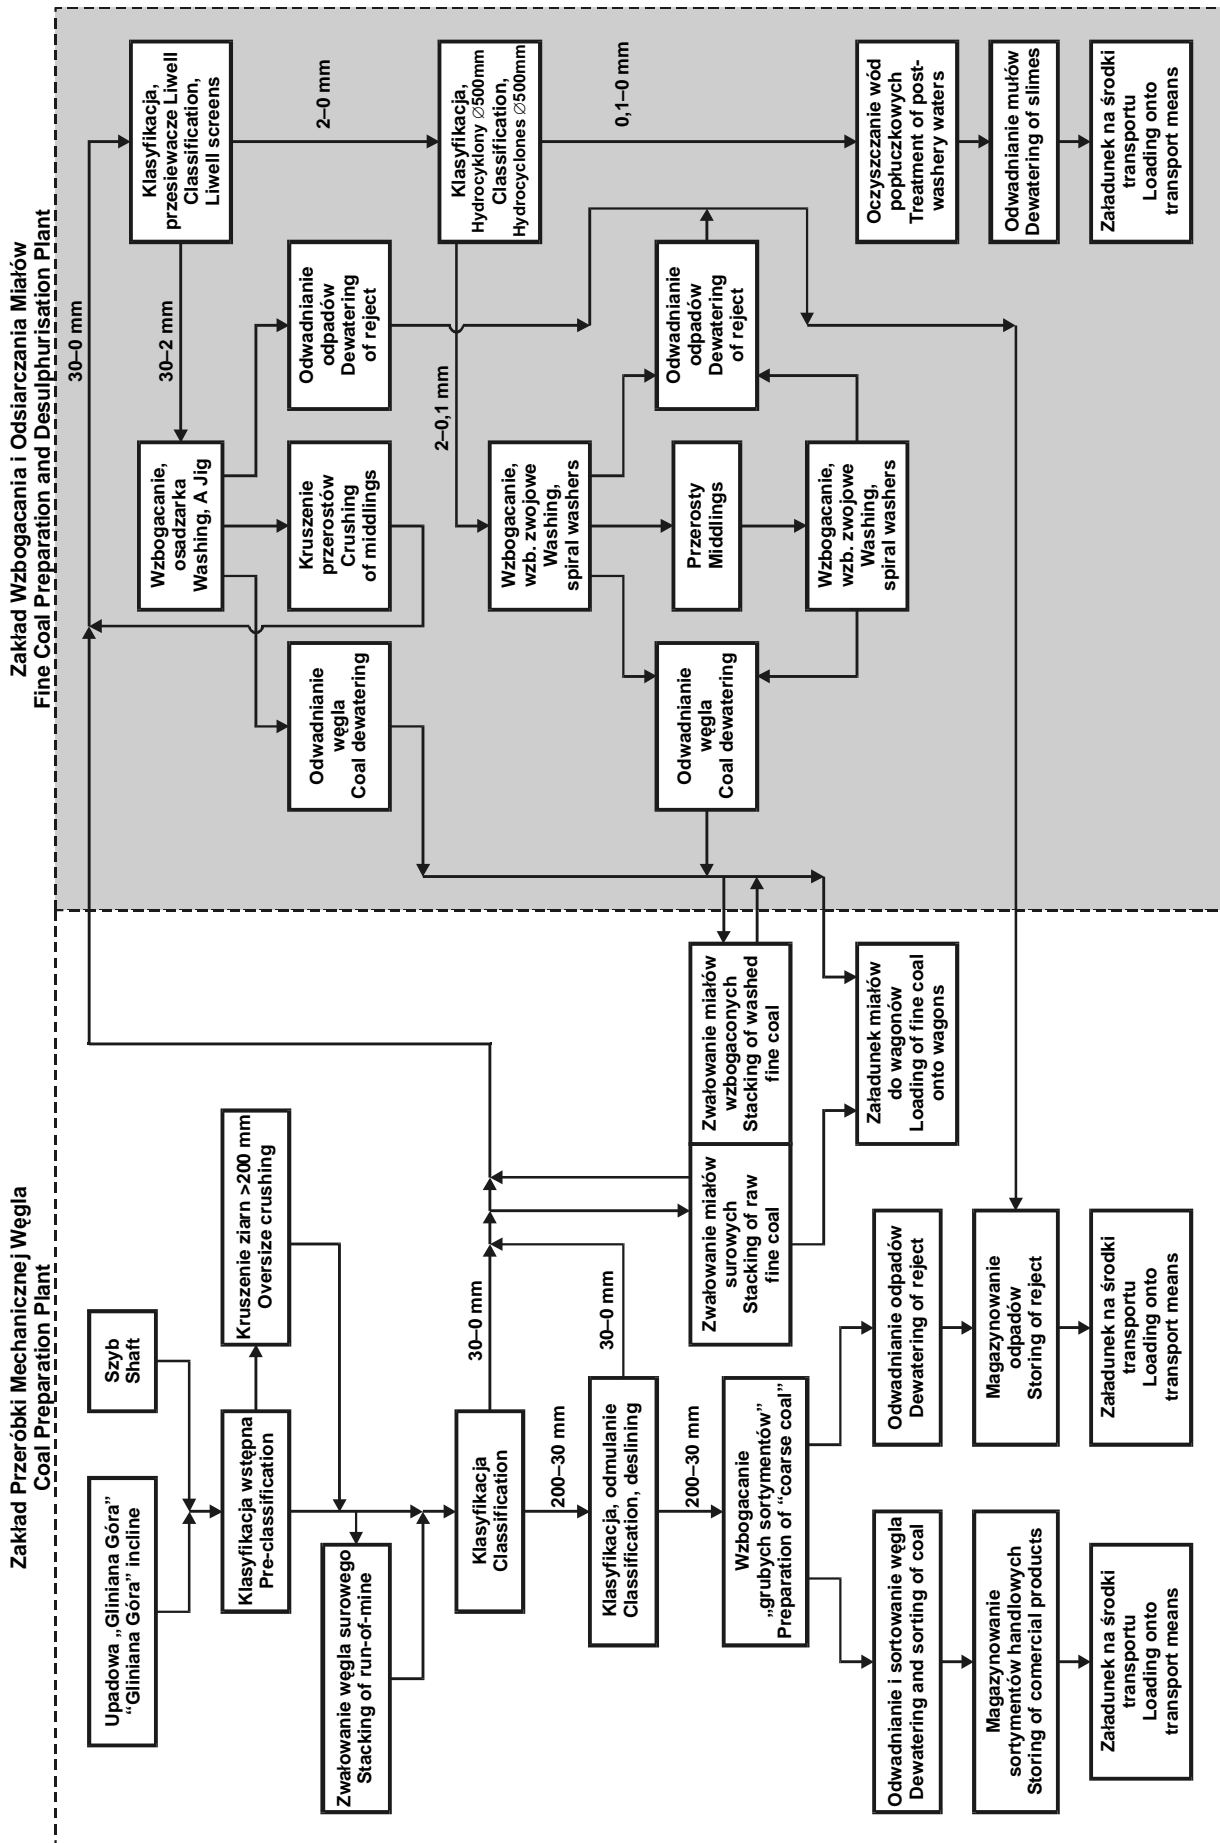 Zakład Przeróbki Mechanicznej Węgla
Coal Preparation Plant
Upadowa „Gliniana Góra”
“Gliniana Góra” incline
Szyb
Shaft
Klasyfikacja wstępna
Pre-classification
Kruszenie ziarn >200 mm
Oversize crushing
Zwałowanie węgla surowego
Stacking of run-of-mine
Klasyfikacja
Classification
30–0 mm
200–30 mm
Klasyfikacja, odmulanie
Classification, deslining
30–0 mm
200–30 mm
Wzbogacanie
„grubych sortymentów”
Preparation of “coarse coal”
Zwałowanie miałów
surowych
Stacking of raw
fine coal
Zwałowanie miałów
wzbogaconych
Stacking of washed
fine coal
Załadunek miałów
do wagonów
Loading of fine coal
onto wagons
Odwadnianie i sortowanie węgla
Dewatering and sorting of coal
Odwadnianie odpadów
Dewatering of reject
Magazynowanie
sortymentów handlowych
Storing of comercial products
Magazynowanie
odpadów
Storing of reject
Załadunek na środki
transportu
Loading onto
transport means
Załadunek na środki
transportu
Loading onto
transport means
Zakład Wzbogacania i Odsiarczania Miałów
Fine Coal Preparation and Desulphurisation Plant
30–0 mm
Klasyfikacja,
przesiewacze Liwell
Classification,
Liwell screens
30–2 mm
2–0 mm
Wzbogacanie,
osadzarka
Washing, A Jig
Odwadnianie
węgla
Coal dewatering
Kruszenie
przerostów
Crushing
of middlings
Odwadnianie
odpadów
Dewatering
of reject
Klasyfikacja,
Hydrocyklony ∅500mm
Classification,
Hydrocyclones ∅500mm
2–0,1 mm
0,1–0 mm
Wzbogacanie,
wzb. zwojowe
Washing,
spiral washers
Odwadnianie
węgla
Coal dewatering
Przerosty
Middlings
Odwadnianie
odpadów
Dewatering
of reject
Wzbogacanie,
wzb. zwojowe
Washing,
spiral washers
Oczyszczanie wód
popłuczkowych
Treatment of post-
washery waters
Odwadnianie mułów
Dewatering of slimes
Załadunek na środki
transportu
Loading onto
transport means